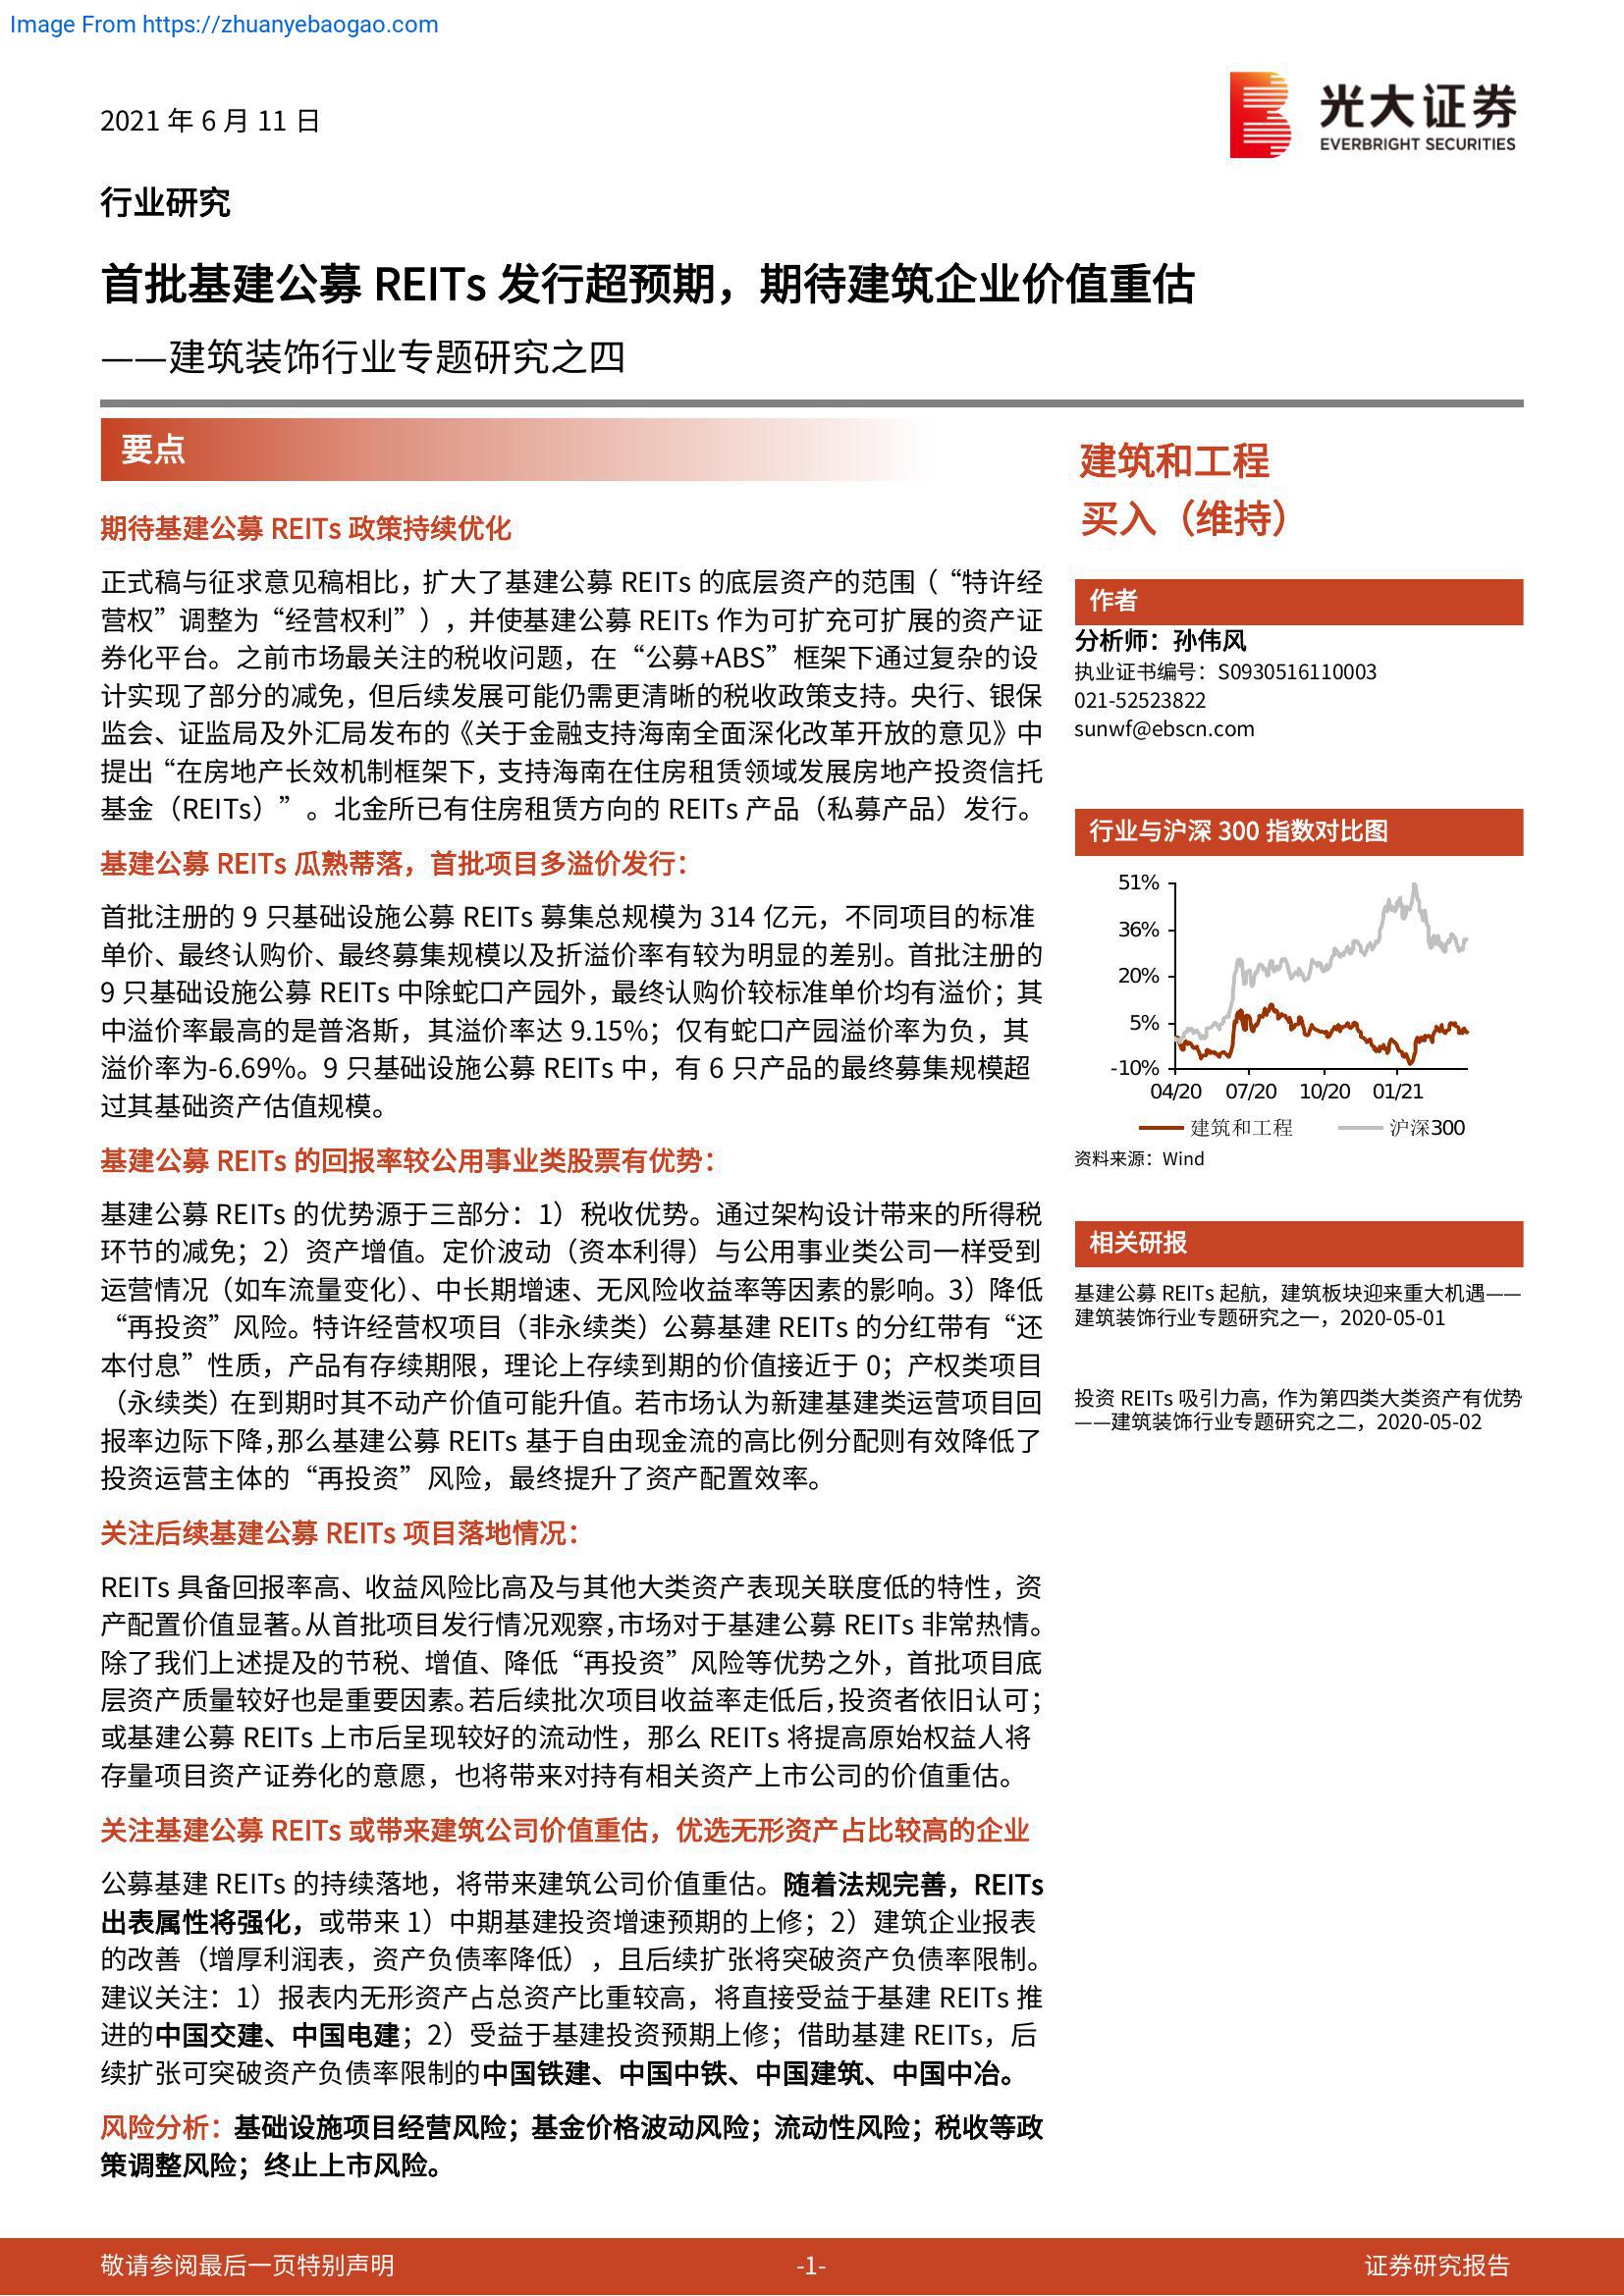 Image From https://zhuanyebaogao.com
2021 年 6 月 11 日
光大证券
EVERBRIGHT SECURITIES
行业研究
首批基建公募 REITs 发行超预期，期待建筑企业价值重估
——建筑装饰行业专题研究之四
要点
期待基建公募 REITs 政策持续优化
正式稿与征求意见稿相比，扩大了基建公募 REITs 的底层资产的范围（“特许经
营权”调整为“经营权利”），并使基建公募 REITs 作为可扩充可扩展的资产证
券化平台。之前市场最关注的税收问题，在“公募+ABS”框架下通过复杂的设
计实现了部分的减免，但后续发展可能仍需更清晰的税收政策支持。央行、银保
监会、证监局及外汇局发布的《关于金融支持海南全面深化改革开放的意见》中
提出“在房地产长效机制框架下，支持海南在住房租赁领域发展房地产投资信托
基金（REITs）”。北金所已有住房租赁方向的 REITs 产品（私募产品）发行。
基建公募 REITs 瓜熟蒂落，首批项目多溢价发行：
首批注册的 9 只基础设施公募 REITs 募集总规模为 314 亿元，不同项目的标准
单价、最终认购价、最终募集规模以及折溢价率有较为明显的差别。首批注册的
9 只基础设施公募 REITs 中除蛇口产园外，最终认购价较标准单价均有溢价；其
中溢价率最高的是普洛斯，其溢价率达 9.15%；仅有蛇口产园溢价率为负，其
溢价率为-6.69%。9 只基础设施公募 REITs 中，有 6 只产品的最终募集规模超
过其基础资产估值规模。
基建公募 REITs 的回报率较公用事业类股票有优势：
基建公募 REITs 的优势源于三部分：1）税收优势。通过架构设计带来的所得税
环节的减免；2）资产增值。定价波动（资本利得）与公用事业类公司一样受到
运营情况（如车流量变化）、中长期增速、无风险收益率等因素的影响。3）降低
“再投资”风险。特许经营权项目（非永续类）公募基建 REITs 的分红带有“还
本付息”性质，产品有存续期限，理论上存续到期的价值接近于 0；产权类项目
（永续类）在到期时其不动产价值可能升值。若市场认为新建基建类运营项目回
报率边际下降，那么基建公募 REITs 基于自由现金流的高比例分配则有效降低了
投资运营主体的“再投资”风险，最终提升了资产配置效率。
关注后续基建公募 REITs 项目落地情况：
REITs 具备回报率高、收益风险比高及与其他大类资产表现关联度低的特性，资
产配置价值显著。从首批项目发行情况观察，市场对于基建公募 REITs 非常热情。
除了我们上述提及的节税、增值、降低“再投资”风险等优势之外，首批项目底
层资产质量较好也是重要因素。若后续批次项目收益率走低后，投资者依旧认可；
或基建公募 REITs 上市后呈现较好的流动性，那么 REITs 将提高原始权益人将
存量项目资产证券化的意愿，也将带来对持有相关资产上市公司的价值重估。
关注基建公募 REITs 或带来建筑公司价值重估，优选无形资产占比较高的企业
公募基建 REITs 的持续落地，将带来建筑公司价值重估。随着法规完善，REITs
出表属性将强化，或带来 1）中期基建投资增速预期的上修；2）建筑企业报表
的改善（增厚利润表，资产负债率降低），且后续扩张将突破资产负债率限制。
建议关注：1）报表内无形资产占总资产比重较高，将直接受益于基建 REITs 推
进的中国交建、中国电建；2）受益于基建投资预期上修；借助基建 REITs，后
续扩张可突破资产负债率限制的中国铁建、中国中铁、中国建筑、中国中冶。
风险分析：基础设施项目经营风险；基金价格波动风险；流动性风险；税收等政
策调整风险；终止上市风险。
建筑和工程
买入（维持）
作者
分析师：孙伟风
执业证书编号：S0930516110003
021-52523822
sunwf@ebscn.com
行业与沪深 300 指数对比图
51%
36%
20%
5%
-10%
04/20 07/20 10/20 01/21
建筑和工程 沪深300
资料来源：Wind
相关研报
基建公募 REITs 起航，建筑板块迎来重大机遇——
建筑装饰行业专题研究之一，2020-05-01
投资 REITs 吸引力高，作为第四类大类资产有优势
——建筑装饰行业专题研究之二，2020-05-02
敬请参阅最后一页特别声明 -1- 证券研究报告